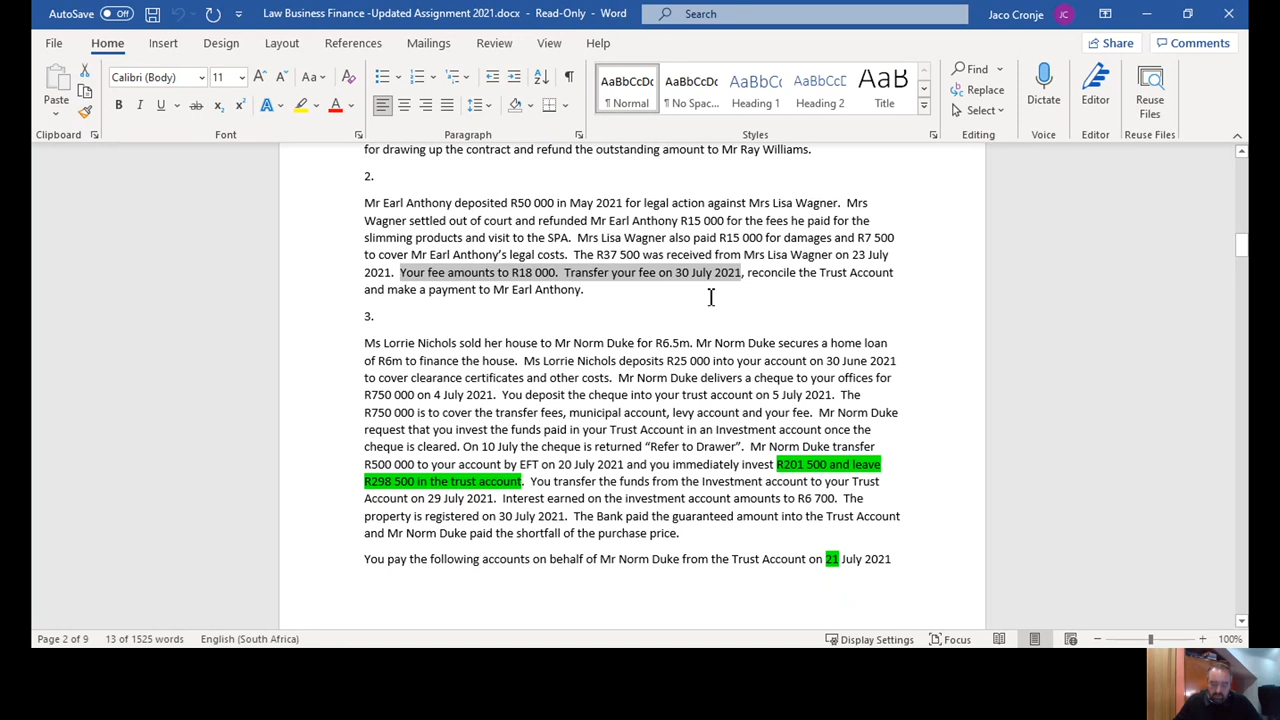 AutoSave Off Law Business Finance -Updated Assignment 2021.docx - Read-Only - Word Search Jaco Cronje JC
File Home Insert Design Layout References Mailings Review View Help Share Comments
Paste
Calibri (Body) 11 Aa
B I U ab x2 x2 A A
AaBbCcDc AaBbCcDc AaBbCc AaBbCcC AaB
¶ Normal ¶ No Spac... Heading 1 Heading 2 Title
Find
Replace
Select
Dictate
Editor
Reuse
Files
Clipboard Font Paragraph Styles Editing Voice Editor Reuse Files
for drawing up the contract and refund the outstanding amount to Mr Ray Williams.
2.
Mr Earl Anthony deposited R50 000 in May 2021 for legal action against Mrs Lisa Wagner. Mrs
Wagner settled out of court and refunded Mr Earl Anthony R15 000 for the fees he paid for the
slimming products and visit to the SPA. Mrs Lisa Wagner also paid R15 000 for damages and R7 500
to cover Mr Earl Anthony's legal costs. The R37 500 was received from Mrs Lisa Wagner on 23 July
2021. Your fee amounts to R18 000. Transfer your fee on 30 July 2021, reconcile the Trust Account
and make a payment to Mr Earl Anthony.
3.
Ms Lorrie Nichols sold her house to Mr Norm Duke for R6.5m. Mr Norm Duke secures a home loan
of R6m to finance the house. Ms Lorrie Nichols deposits R25 000 into your account on 30 June 2021
to cover clearance certificates and other costs. Mr Norm Duke delivers a cheque to your offices for
R750 000 on 4 July 2021. You deposit the cheque into your trust account on 5 July 2021. The
R750 000 is to cover the transfer fees, municipal account, levy account and your fee. Mr Norm Duke
request that you invest the funds paid in your Trust Account in an Investment account once the
cheque is cleared. On 10 July the cheque is returned "Refer to Drawer". Mr Norm Duke transfer
R500 000 to your account by EFT on 20 July 2021 and you immediately invest R201 500 and leave
R298 500 in the trust account. You transfer the funds from the Investment account to your Trust
Account on 29 July 2021. Interest earned on the investment account amounts to R6 700. The
property is registered on 30 July 2021. The Bank paid the guaranteed amount into the Trust Account
and Mr Norm Duke paid the shortfall of the purchase price.
You pay the following accounts on behalf of Mr Norm Duke from the Trust Account on 21 July 2021
Page 2 of 9 13 of 1525 words English (South Africa) Display Settings Focus 100%